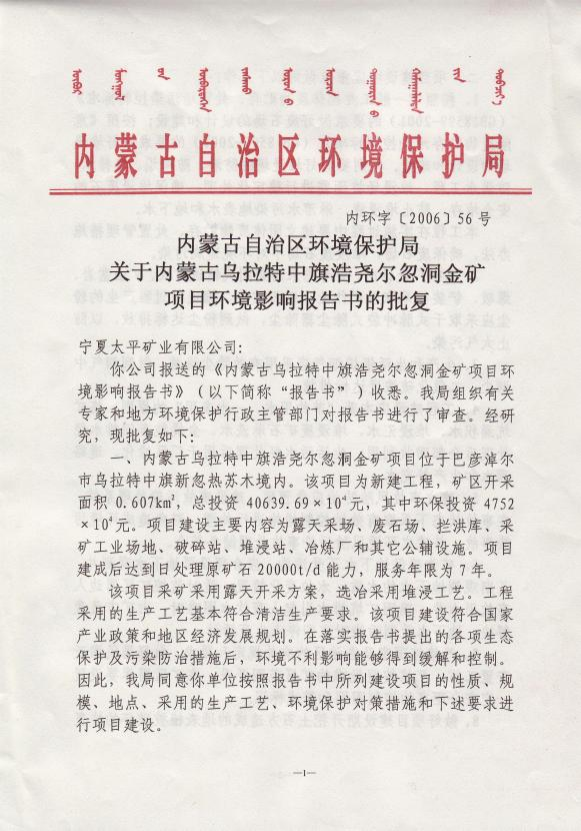 内蒙古自治区环境保护局
内环字〔2006〕56号
内蒙古自治区环境保护局
关于内蒙古乌拉特中旗浩尧尔忽洞金矿
项目环境影响报告书的批复
宁夏太平矿业有限公司:
你公司报送的《内蒙古乌拉特中旗浩尧尔忽洞金矿项目环
境影响报告书》(以下简称“报告书”)收悉。我局组织有关
专家和地方环境保护行政主管部门对报告书进行了审查。经研
究，现批复如下:
一、内蒙古乌拉特中旗浩尧尔忽洞金矿项目位于巴彦淖尔
市乌拉特中旗新忽热苏木境内。该项目为新建工程，矿区开采
面积 0.607km²，总投资 40639.69×10⁴元，其中环保投资 4752
×10⁴元。项目建设主要内容为露天采场、废石场、拦洪库、采
矿工业场地、破碎站、堆浸站、冶炼厂和其它公辅设施。项目
建成后达到日处理原矿石 20000t/d 能力，服务年限为 7 年。
该项目采矿采用露天开采方案，选冶采用堆浸工艺。工程
采用的生产工艺基本符合清洁生产要求。该项目建设符合国家
产业政策和地区经济发展规划。在落实报告书提出的各项生态
保护及污染防治措施后，环境不利影响能够得到缓解和控制。
因此，我局同意你单位按照报告书中所列建设项目的性质、规
模、地点、采用的生产工艺、环境保护对策措施和下述要求进
行项目建设。
—1—